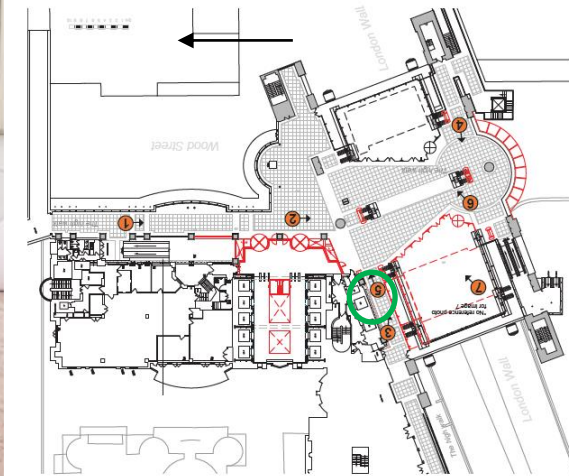 London Wall
4
Wood Street
The high walk
6
1
2
5
7
*No reference photo
for image 7
3
London Wall
The high walk